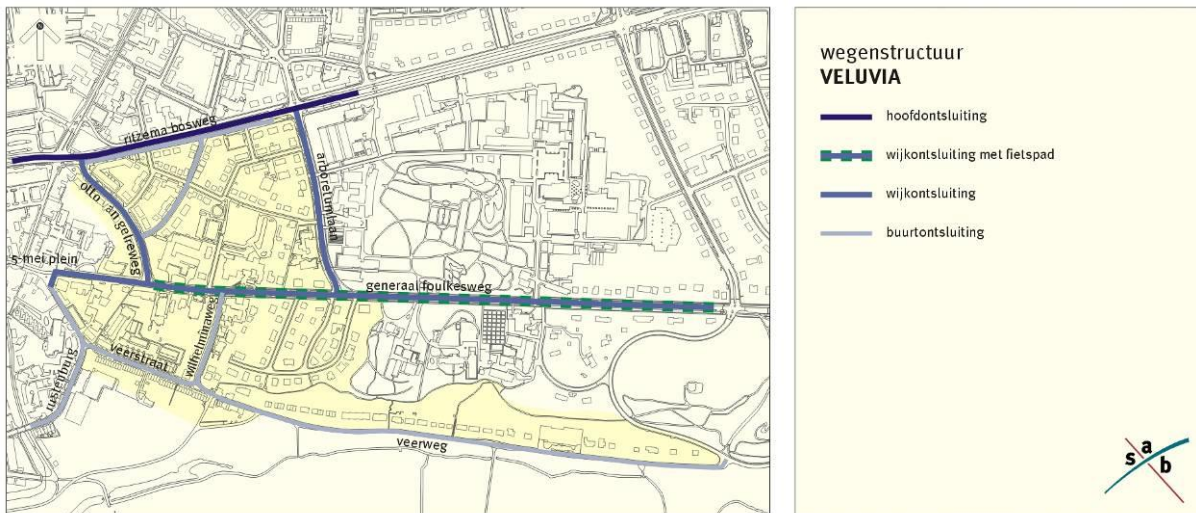 ritzema bosweg
otto van gelreweg
arboretumlaan
5-mei plein
generaal foulkesweg
wilhelminaweg
veerstraat
rustenburg
veerweg
wegenstructuur
VELUVIA
hoofdontsluiting
wijkontsluiting met fietspad
wijkontsluiting
buurtontsluiting
s a b